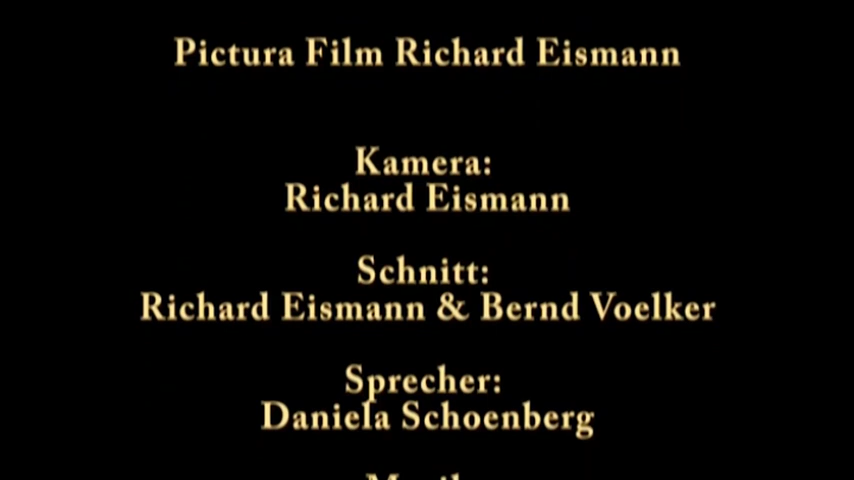 Pictura Film Richard Eismann
Kamera:
Richard Eismann
Schnitt:
Richard Eismann & Bernd Voelker
Sprecher:
Daniela Schoenberg